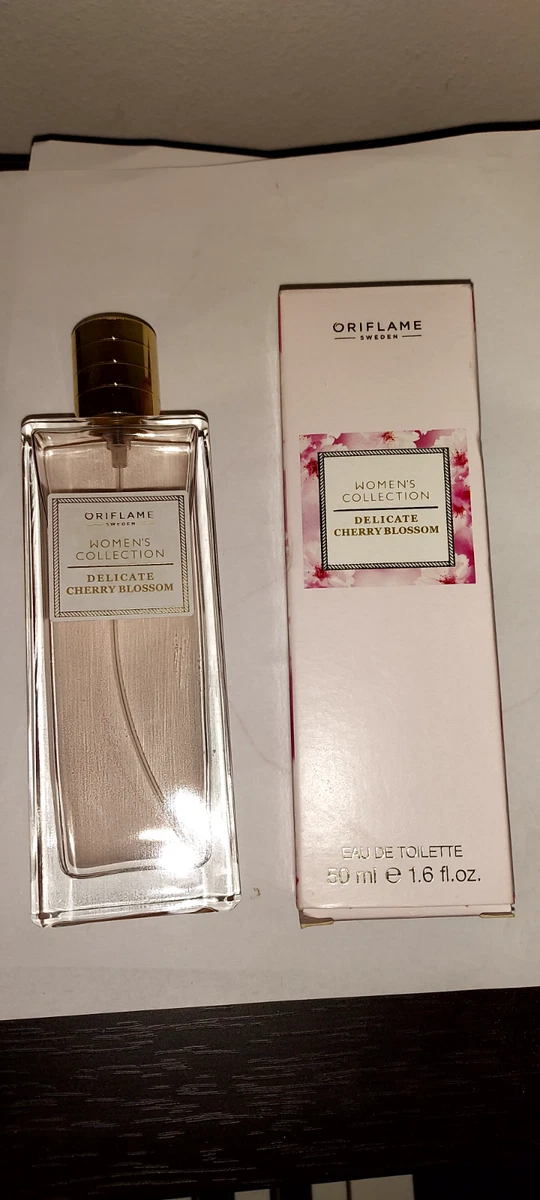 ORIFLAME
SWEDEN
WOMEN'S
COLLECTION
DELICATE
CHERRY BLOSSOM
ORIFLAME
SWEDEN
WOMEN'S
COLLECTION
DELICATE
CHERRY BLOSSOM
EAU DE TOILETTE
50 ml ℮ 1.6 fl.oz.